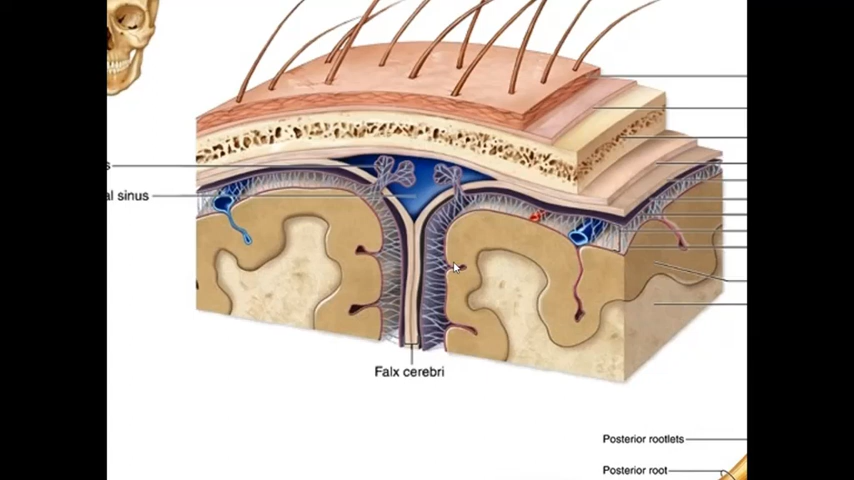 s
al sinus
Falx cerebri
Posterior rootlets
Posterior root